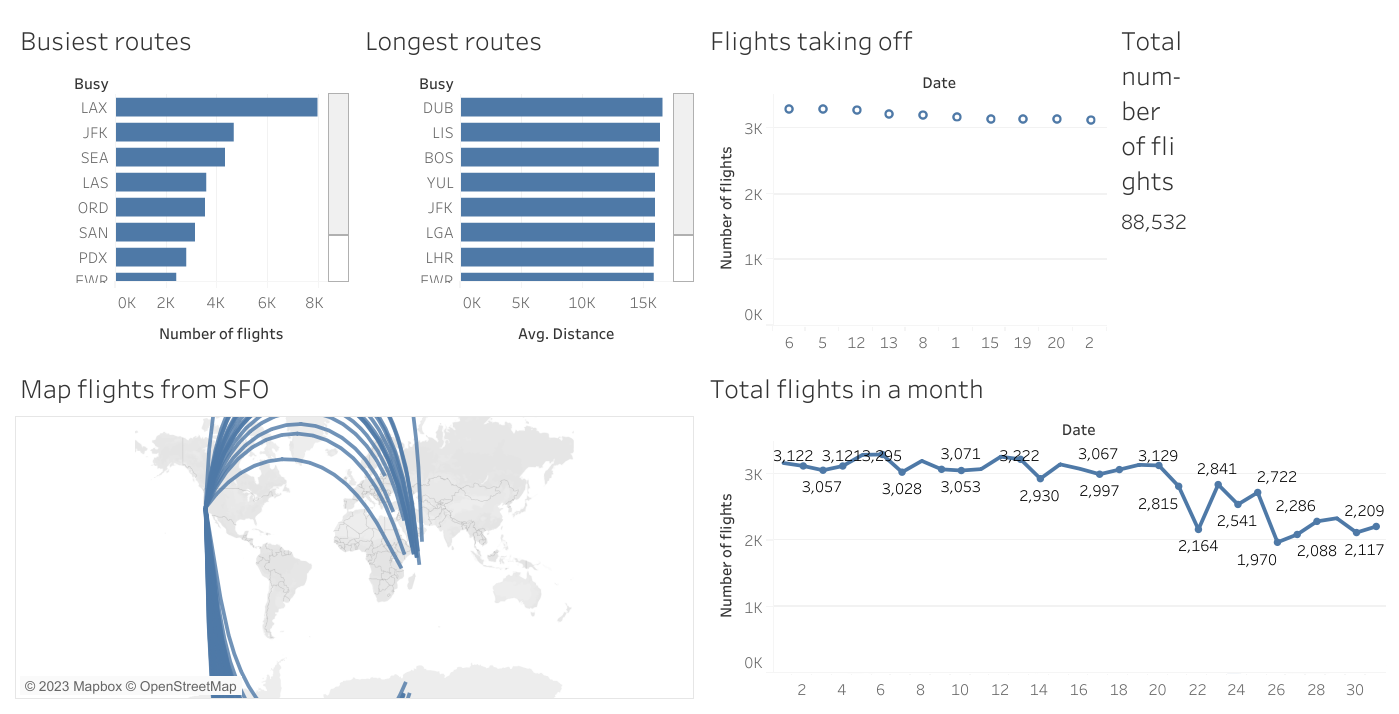 Busiest routes
Busy
LAX
JFK
SEA
LAS
ORD
SAN
PDX
EWR
0K 2K 4K 6K 8K
Number of flights
Longest routes
Busy
DUB
LIS
BOS
YUL
JFK
LGA
LHR
EWR
0K 5K 10K 15K
Avg. Distance
Flights taking off
Date
3K
2K
1K
0K
Number of flights
6 5 12 13 8 1 15 19 20 2
Total
num-
ber
of fli
ghts
88,532
Map flights from SFO
© 2023 Mapbox © OpenStreetMap
Total flights in a month
Date
3K
2K
1K
0K
Number of flights
3,122 3,121 3,295 3,071 3,222 3,067 3,129 2,841 2,722
3,057 3,028 3,053 2,930 2,997 2,815 2,164 2,541 1,970 2,286 2,088 2,209 2,117
2 4 6 8 10 12 14 16 18 20 22 24 26 28 30